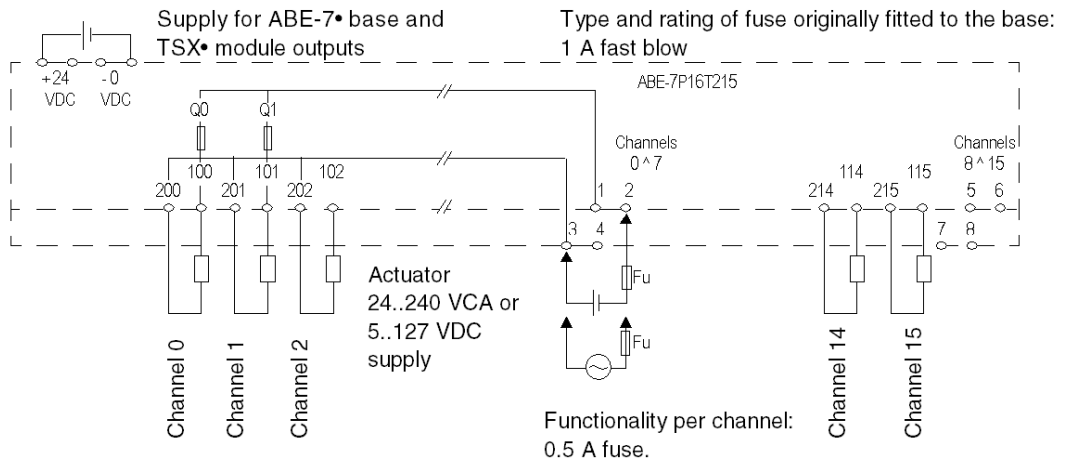 Supply for ABE-7• base and
TSX• module outputs
Type and rating of fuse originally fitted to the base:
1 A fast blow
+24
VDC
-0
VDC
ABE-7P16T215
Q0
Q1
Channels
0 ^ 7
Channels
8 ^ 15
200
100
201
101
202
102
1
2
214
114
215
115
5
6
3
4
7
8
Actuator
24..240 VCA or
5..127 VDC
supply
Fu
Fu
Channel 0
Channel 1
Channel 2
Channel 14
Channel 15
Functionality per channel:
0.5 A fuse.